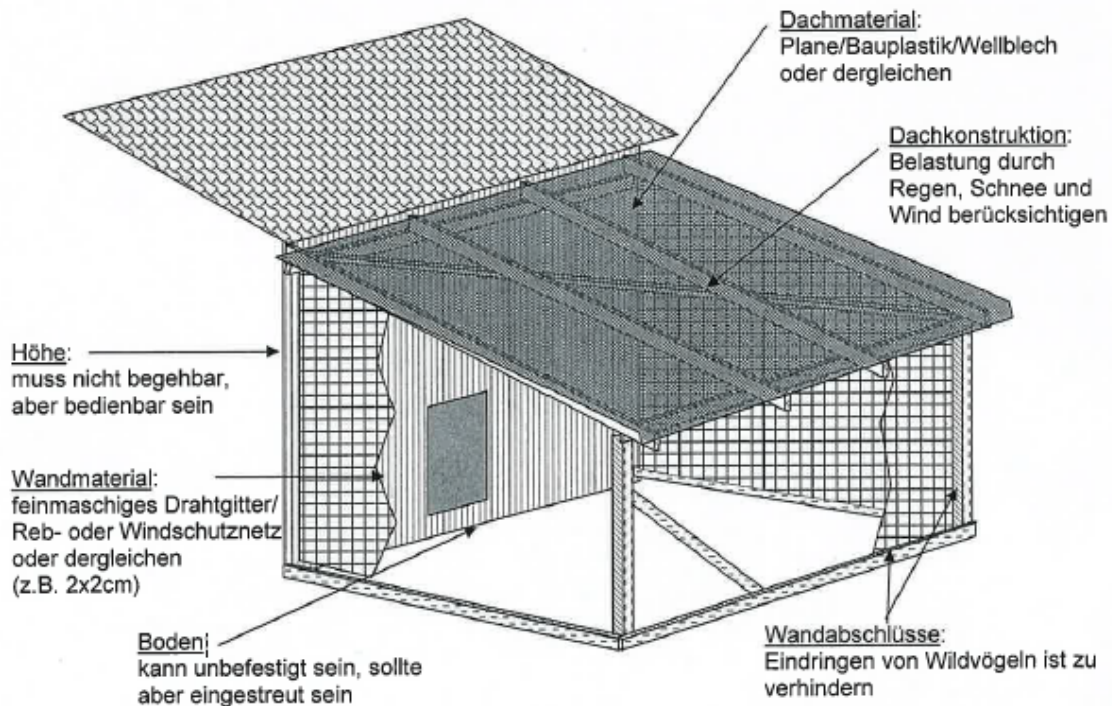 Dachmaterial:
Plane/Bauplastik/Wellblech
oder dergleichen
Dachkonstruktion:
Belastung durch
Regen, Schnee und
Wind berücksichtigen
Höhe:
muss nicht begehbar,
aber bedienbar sein
Wandmaterial:
feinmaschiges Drahtgitter/
Reb- oder Windschutznetz
oder dergleichen
(z.B. 2x2cm)
Boden:
kann unbefestigt sein, sollte
aber eingestreut sein
Wandabschlüsse:
Eindringen von Wildvögeln ist zu
verhindern